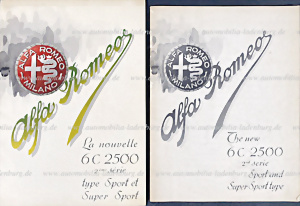 ALFA ROMEO
MILANO
Alfa Romeo
La nouvelle
6C 2500
2me Série
type Sport et
Super Sport
ALFA ROMEO
MILANO
Alfa Romeo
The new
6C 2500
2nd Serie
Sport and
Super Sport type